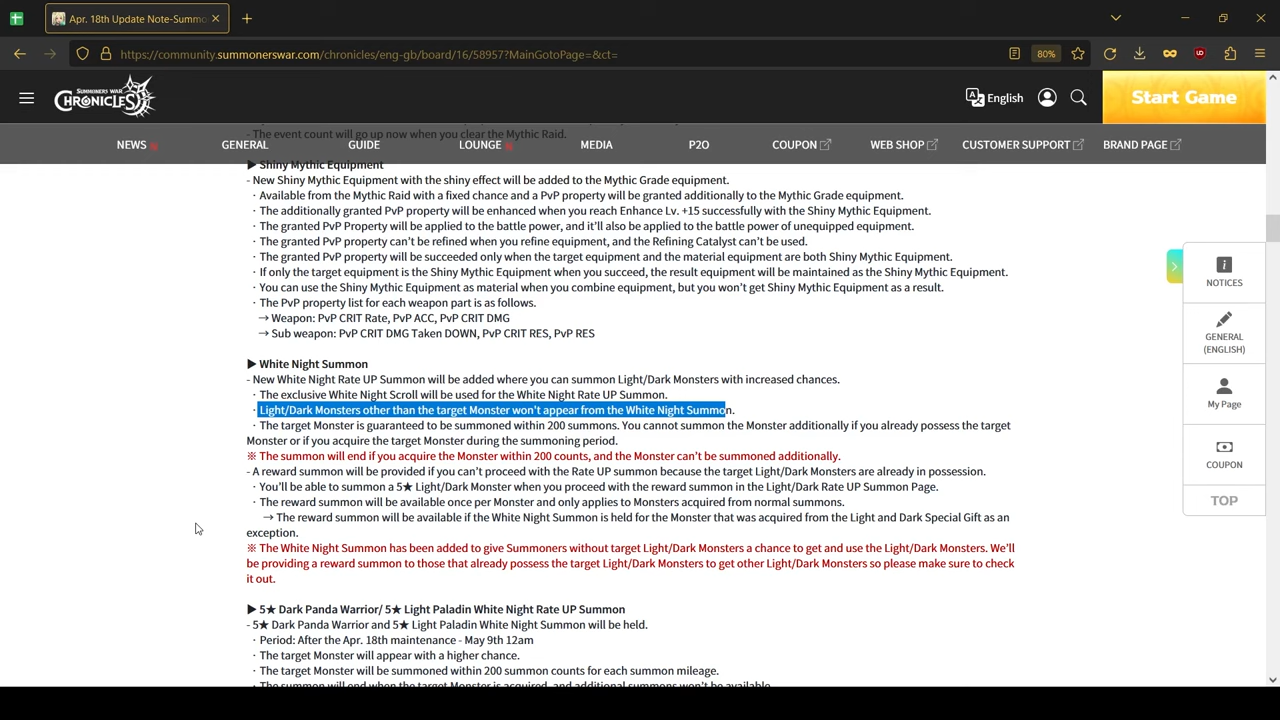 Apr. 18th Update Note-Summo
https://community.summonerswar.com/chronicles/eng-gb/board/16/58957?MainGotoPage=&ct=
80%
SUMMONERS WAR
CHRONICLES
English
Start Game
- The event count will go up now when you clear the Mythic Raid.
NEWS
GENERAL
GUIDE
LOUNGE
MEDIA
P2O
COUPON
WEB SHOP
CUSTOMER SUPPORT
BRAND PAGE
▶ Shiny Mythic Equipment
- New Shiny Mythic Equipment with the shiny effect will be added to the Mythic Grade equipment.
· Available from the Mythic Raid with a fixed chance and a PvP property will be granted additionally to the Mythic Grade equipment.
· The additionally granted PvP property will be enhanced when you reach Enhance Lv. +15 successfully with the Shiny Mythic Equipment.
· The granted PvP Property will be applied to the battle power, and it'll also be applied to the battle power of unequipped equipment.
· The granted PvP property can't be refined when you refine equipment, and the Refining Catalyst can't be used.
· The granted PvP property will be succeeded only when the target equipment and the material equipment are both Shiny Mythic Equipment.
· If only the target equipment is the Shiny Mythic Equipment when you succeed, the result equipment will be maintained as the Shiny Mythic Equipment.
· You can use the Shiny Mythic Equipment as material when you combine equipment, but you won't get Shiny Mythic Equipment as a result.
· The PvP property list for each weapon part is as follows.
→ Weapon: PvP CRIT Rate, PvP ACC, PvP CRIT DMG
→ Sub weapon: PvP CRIT DMG Taken DOWN, PvP CRIT RES, PvP RES
▶ White Night Summon
- New White Night Rate UP Summon will be added where you can summon Light/Dark Monsters with increased chances.
· The exclusive White Night Scroll will be used for the White Night Rate UP Summon.
· Light/Dark Monsters other than the target Monster won't appear from the White Night Summon.
· The target Monster is guaranteed to be summoned within 200 summons. You cannot summon the Monster additionally if you already possess the target
Monster or if you acquire the target Monster during the summoning period.
※ The summon will end if you acquire the Monster within 200 counts, and the Monster can't be summoned additionally.
- A reward summon will be provided if you can't proceed with the Rate UP summon because the target Light/Dark Monsters are already in possession.
· You'll be able to summon a 5★ Light/Dark Monster when you proceed with the reward summon in the Light/Dark Rate UP Summon Page.
· The reward summon will be available once per Monster and only applies to Monsters acquired from normal summons.
→ The reward summon will be available if the White Night Summon is held for the Monster that was acquired from the Light and Dark Special Gift as an
exception.
※ The White Night Summon has been added to give Summoners without target Light/Dark Monsters a chance to get and use the Light/Dark Monsters. We'll
be providing a reward summon to those that already possess the target Light/Dark Monsters to get other Light/Dark Monsters so please make sure to check
it out.
▶ 5★ Dark Panda Warrior/ 5★ Light Paladin White Night Rate UP Summon
- 5★ Dark Panda Warrior and 5★ Light Paladin White Night Summon will be held.
· Period: After the Apr. 18th maintenance - May 9th 12am
· The target Monster will appear with a higher chance.
· The target Monster will be summoned within 200 summon counts for each summon mileage.
· The summon will end when the target Monster is acquired, and additional summons won't be available.
NOTICES
GENERAL
(ENGLISH)
My Page
COUPON
TOP